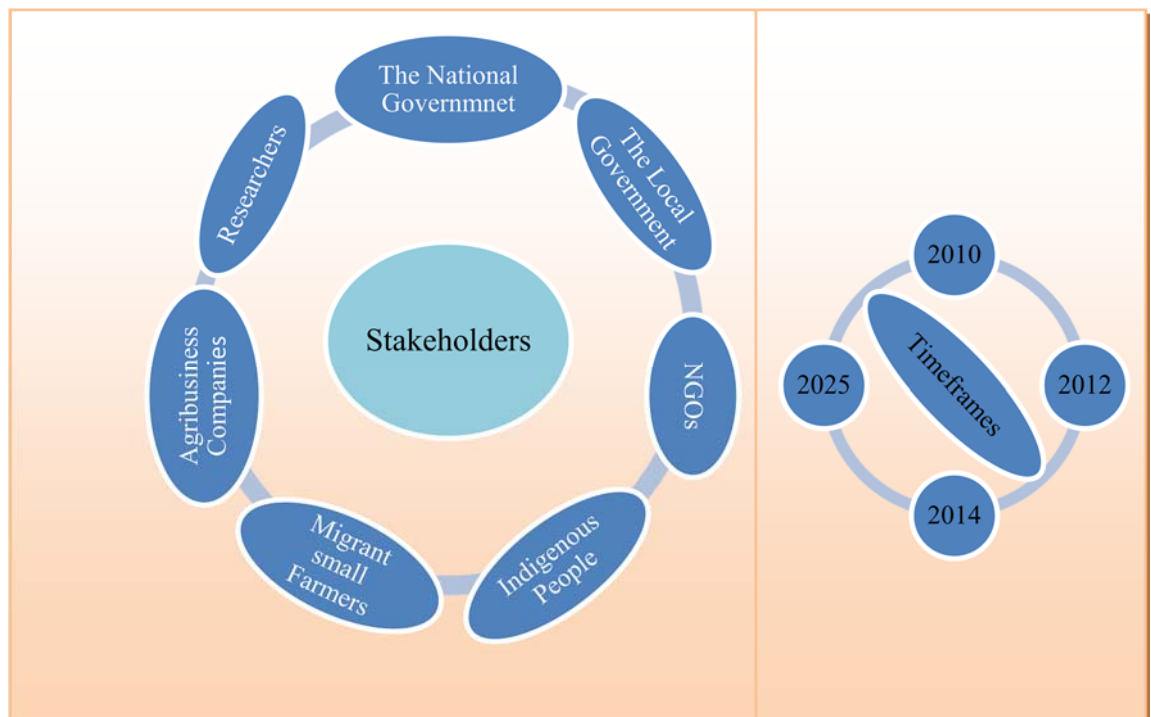 The National
Governmnet
The Local
Government
NGOs
Indigenous
People
Migrant
small
Farmers
Agribusiness
Companies
Researchers
Stakeholders
2010
2012
2014
2025
Timeframes